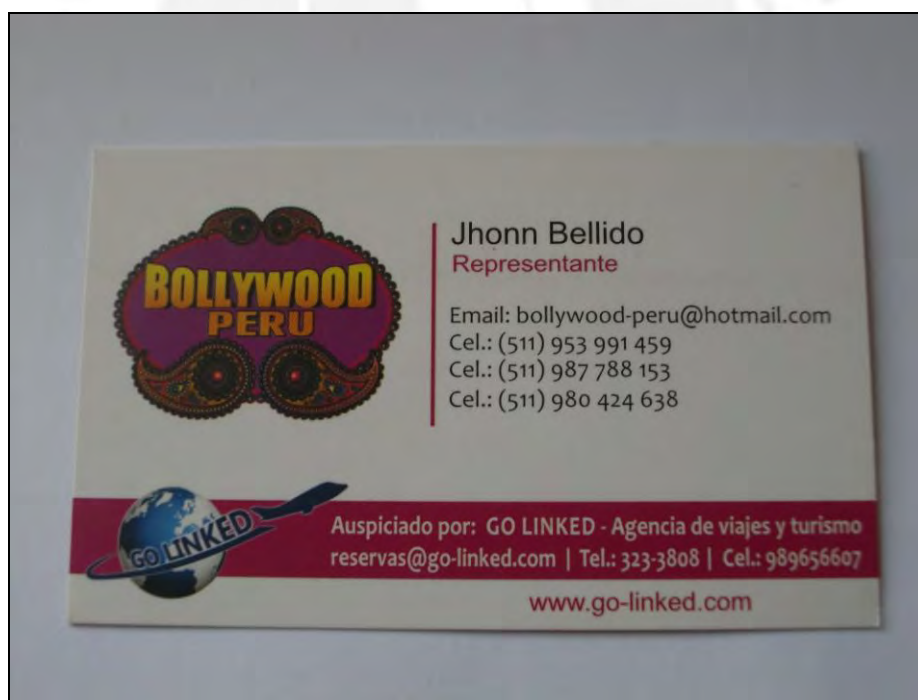 BOLLYWOOD
PERU
Jhonn Bellido
Representante
Email: bollywood-peru@hotmail.com
Cel.: (511) 953 991 459
Cel.: (511) 987 788 153
Cel.: (511) 980 424 638
GO LINKED
Auspiciado por: GO LINKED - Agencia de viajes y turismo
reservas@go-linked.com | Tel.: 323-3808 | Cel.: 989656607
www.go-linked.com